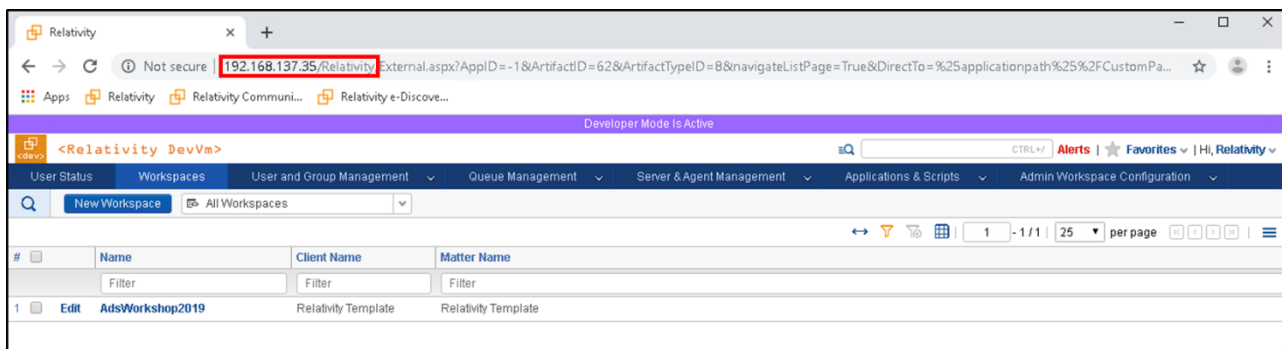 Relativity
Not secure 192.168.137.35/Relativity/External.aspx?AppID=-1&ArtifactID=62&ArtifactTypeID=8&navigateListPage=True&DirectTo=%25applicationpath%25%2FCustomPa...
Apps Relativity Relativity Communi... Relativity e-Discove...
Developer Mode Is Active
<dev> <Relativity DevVm> CTRL+/ Alerts | Favorites | Hi, Relativity
User Status Workspaces User and Group Management Queue Management Server & Agent Management Applications & Scripts Admin Workspace Configuration
New Workspace All Workspaces
1 - 1 / 1 | 25 per page
# Name Client Name Matter Name
Filter Filter Filter
1 Edit AdsWorkshop2019 Relativity Template Relativity Template